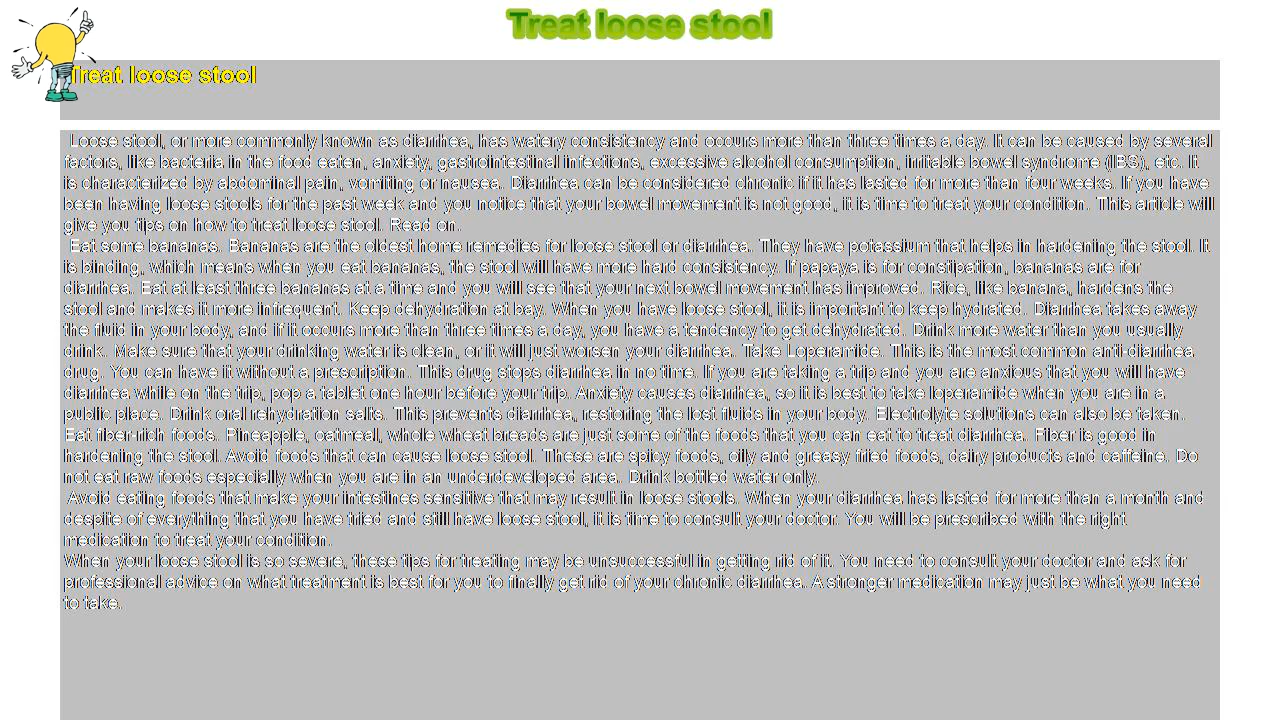 Treat loose stool
Treat loose stool
Loose stool, or more commonly known as diarrhea, has watery consistency and occurs more than three times a day. It can be caused by several
factors, like bacteria in the food eaten, anxiety, gastrointestinal infections, excessive alcohol consumption, irritable bowel syndrome (IBS), etc. It
is characterized by abdominal pain, vomiting or nausea. Diarrhea can be considered chronic if it has lasted for more than four weeks. If you have
been having loose stools for the past week and you notice that your bowel movement is not good, it is time to treat your condition. This article will
give you tips on how to treat loose stool. Read on.
Eat some bananas. Bananas are the oldest home remedies for loose stool or diarrhea. They have potassium that helps in hardening the stool. It
is binding, which means when you eat bananas, the stool will have more hard consistency. If papaya is for constipation, bananas are for
diarrhea. Eat at least three bananas at a time and you will see that your next bowel movement has improved. Rice, like banana, hardens the
stool and makes it more infrequent. Keep dehydration at bay. When you have loose stool, it is important to keep hydrated. Diarrhea takes away
the fluid in your body, and if it occurs more than three times a day, you have a tendency to get dehydrated. Drink more water than you usually
drink. Make sure that your drinking water is clean, or it will just worsen your diarrhea. Take Loperamide. This is the most common anti-diarrhea
drug. You can have it without a prescription. This drug stops diarrhea in no time. If you are taking a trip and you are anxious that you will have
diarrhea while on the trip, pop a tablet one hour before your trip. Anxiety causes diarrhea, so it is best to take loperamide when you are in a
public place. Drink oral rehydration salts. This prevents diarrhea, restoring the lost fluids in your body. Electrolyte solutions can also be taken.
Eat fiber-rich foods. Pineapple, oatmeal, whole wheat breads are just some of the foods that you can eat to treat diarrhea. Fiber is good in
hardening the stool. Avoid foods that can cause loose stool. These are spicy foods, oily and greasy fried foods, dairy products and caffeine. Do
not eat raw foods especially when you are in an underdeveloped area. Drink bottled water only.
Avoid eating foods that make your intestines sensitive that may result in loose stools. When your diarrhea has lasted for more than a month and
despite of everything that you have tried and still have loose stool, it is time to consult your doctor. You will be prescribed with the right
medication to treat your condition.
When your loose stool is so severe, these tips for treating may be unsuccessful in getting rid of it. You need to consult your doctor and ask for
professional advice on what treatment is best for you to finally get rid of your chronic diarrhea. A stronger medication may just be what you need
to take.